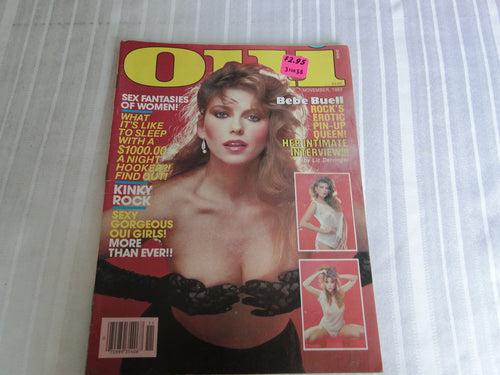 Oui
$2.95
NOVEMBER, 1982
SEX FANTASIES
OF WOMEN!
WHAT
IT'S LIKE
TO SLEEP
WITH A
$1000.00
A NIGHT
HOOKER?!
FIND OUT!
KINKY
ROCK
SEXY
GORGEOUS
OUI GIRLS!
MORE
THAN EVER!!
Bebe Buell
ROCK'S
EROTIC
PIN-UP
QUEEN!
HER INTIMATE
INTERVIEW!!!
by Liz Derringer